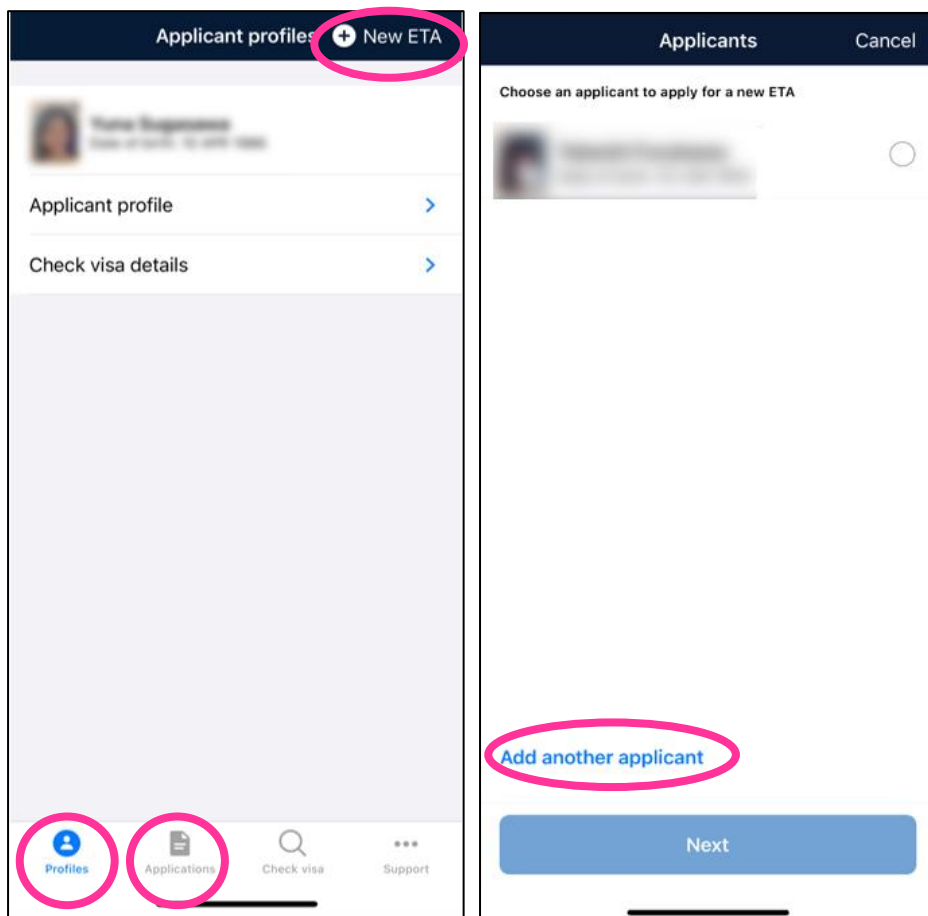 Applicant profiles
New ETA
Applicant profile
Check visa details
Profiles
Applications
Check visa
Support
Applicants
Cancel
Choose an applicant to apply for a new ETA
Add another applicant
Next